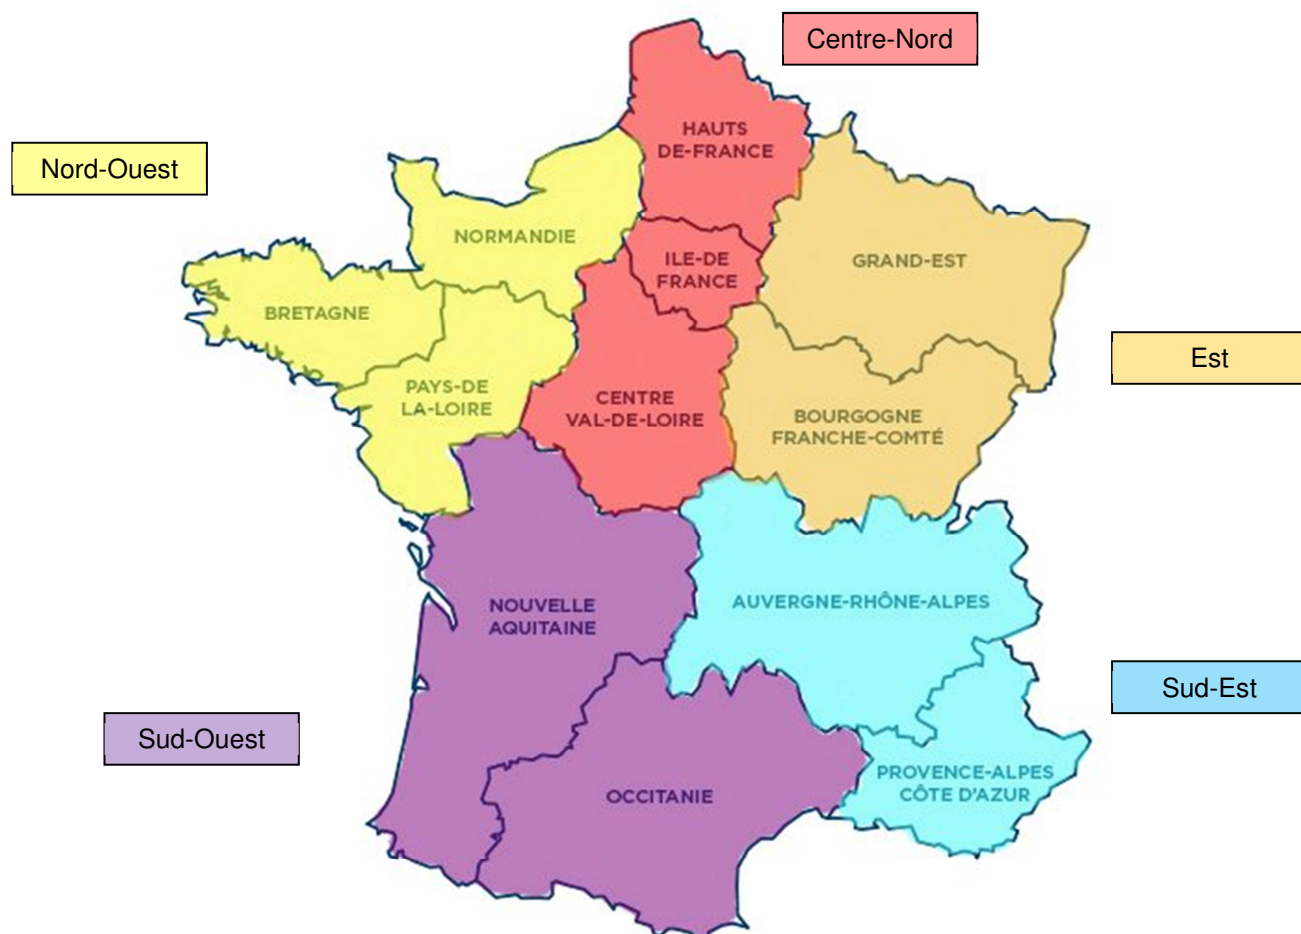 Centre-Nord
HAUTS
DE-FRANCE
Nord-Ouest
NORMANDIE
ILE-DE
FRANCE
GRAND-EST
BRETAGNE
PAYS-DE
LA-LOIRE
CENTRE
VAL-DE-LOIRE
BOURGOGNE
FRANCHE-COMTÉ
Est
NOUVELLE
AQUITAINE
AUVERGNE-RHÔNE-ALPES
Sud-Est
Sud-Ouest
OCCITANIE
PROVENCE-ALPES
CÔTE D'AZUR